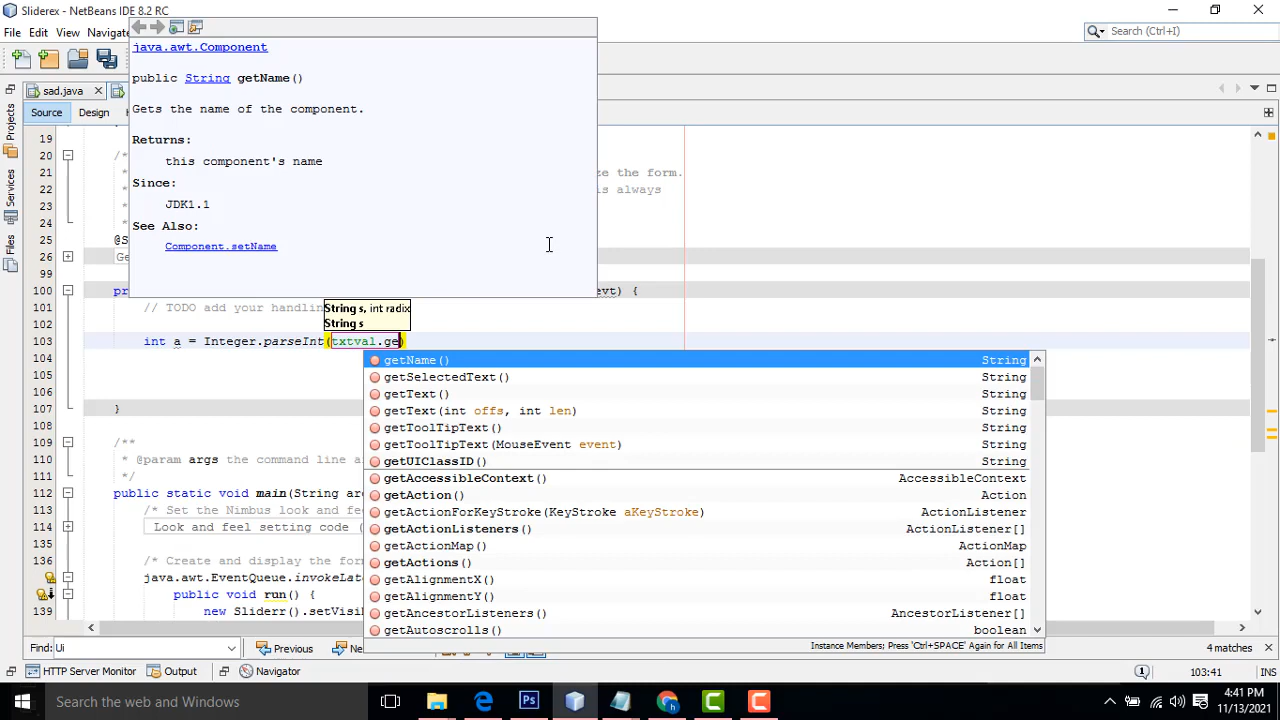 Sliderex - NetBeans IDE 8.2 RC
File Edit View Navigate
Search (Ctrl+I)
java.awt.Component
public String getName()
Gets the name of the component.
Returns:
this component's name
Since:
JDK1.1
See Also:
Component.setName
sad.java
Source Design
Projects
Services
Files
19
20 /*
21 * ze the form.
22 * is always
23 *
24
25 @S
26 Ge
99
100 pr evt) {
101 // TODO add your handlin
String s, int radix
String s
102
103 int a = Integer.parseInt(txtval.ge)
getName() String
getSelectedText() String
getText() String
getText(int offs, int len) String
getToolTipText() String
getToolTipText(MouseEvent event) String
getUIClassID() String
getAccessibleContext() AccessibleContext
getAction() Action
getActionForKeyStroke(KeyStroke aKeyStroke) ActionListener
getActionListeners() ActionListener[]
getActionMap() ActionMap
getActions() Action[]
getAlignmentX() float
getAlignmentY() float
getAncestorListeners() AncestorListener[]
getAutoscrolls() boolean
Instance Members; Press 'Ctrl+SPACE' Again for All Items
105
106
107 }
108
109 /**
110 * @param args the command line a
111 */
112 public static void main(String ar
113 /* Set the Nimbus look and fe
114 Look and feel setting code (
135
136 /* Create and display the for
java.awt.EventQueue.invokeLat
public void run() {
139 new Sliderr().setVisi
Find: Ui Previous Ne 4 matches
HTTP Server Monitor Output Navigator 1 103:41 INS
Search the web and Windows
4:41 PM
11/13/2021